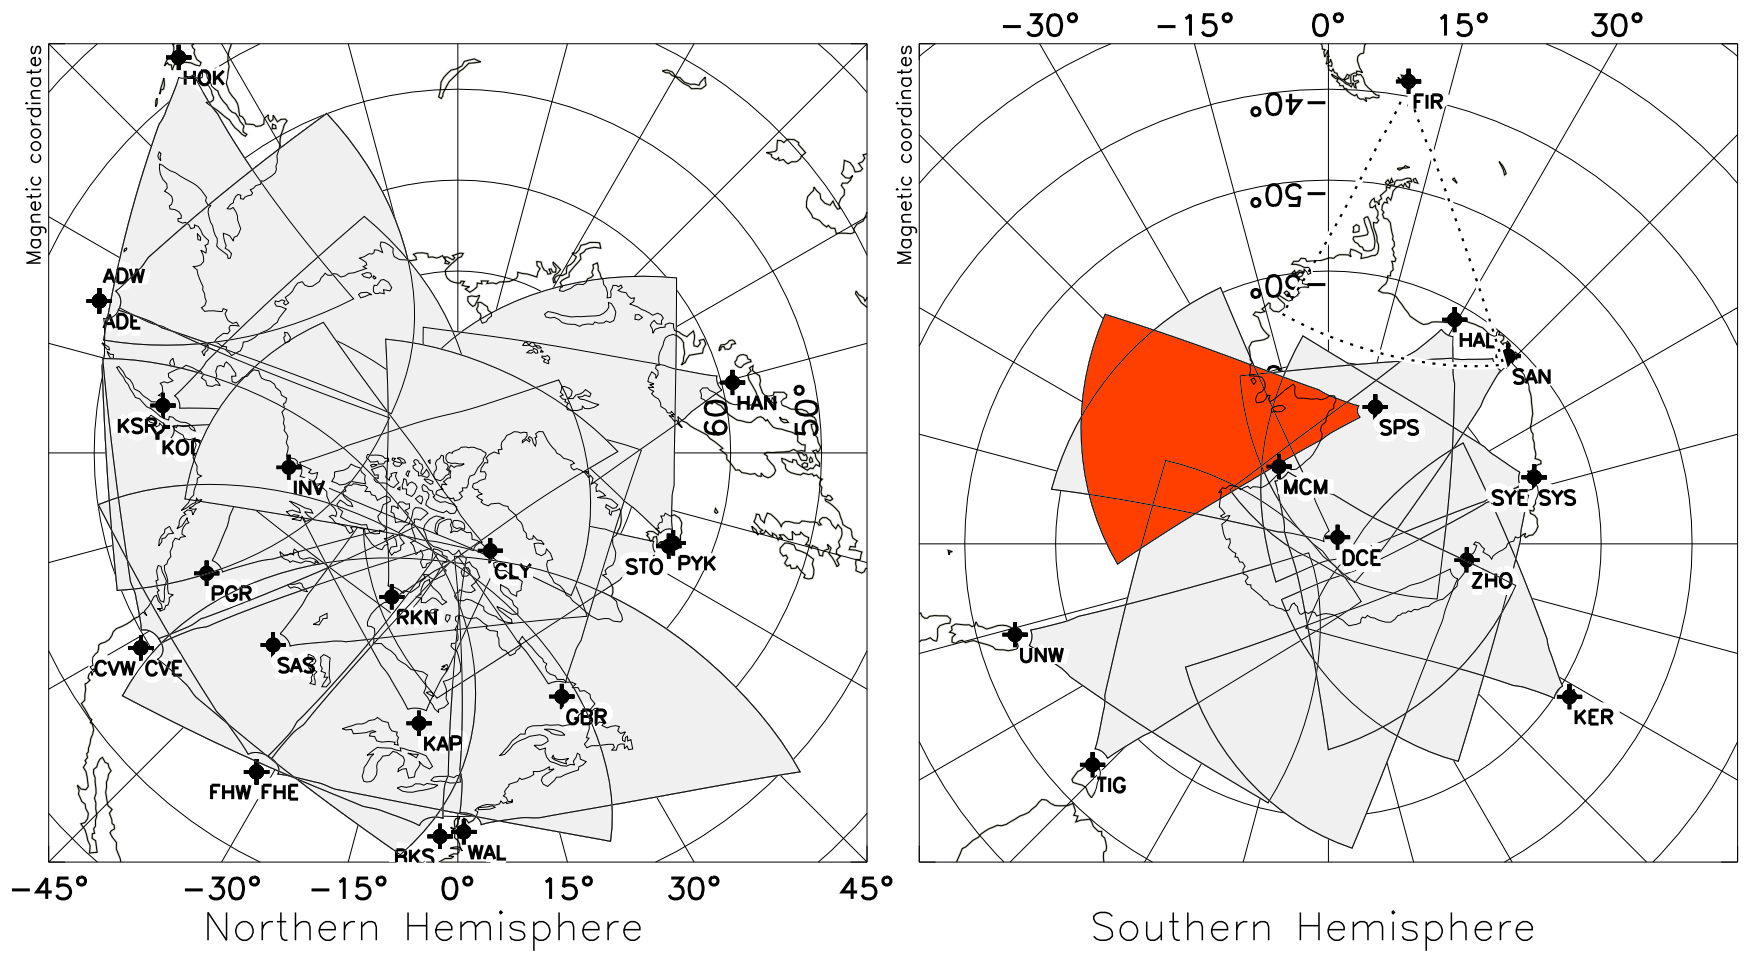 −30° −15° 0° 15° 30°
Magnetic coordinates
Magnetic coordinates
HOK
ADW
ADE
KSR
KOD
INV
HAN
60
50°
STO PYK
CLY
PGR
RKN
CVW CVE
SAS
GBR
KAP
FHW FHE
BKS WAL
−45° −30° −15° 0° 15° 30° 45°
Northern Hemisphere
FIR
−40°
−50°
HAL
SAN
SPS
MCM
SYE SYS
DCE
ZHO
UNW
KER
TIG
Southern Hemisphere